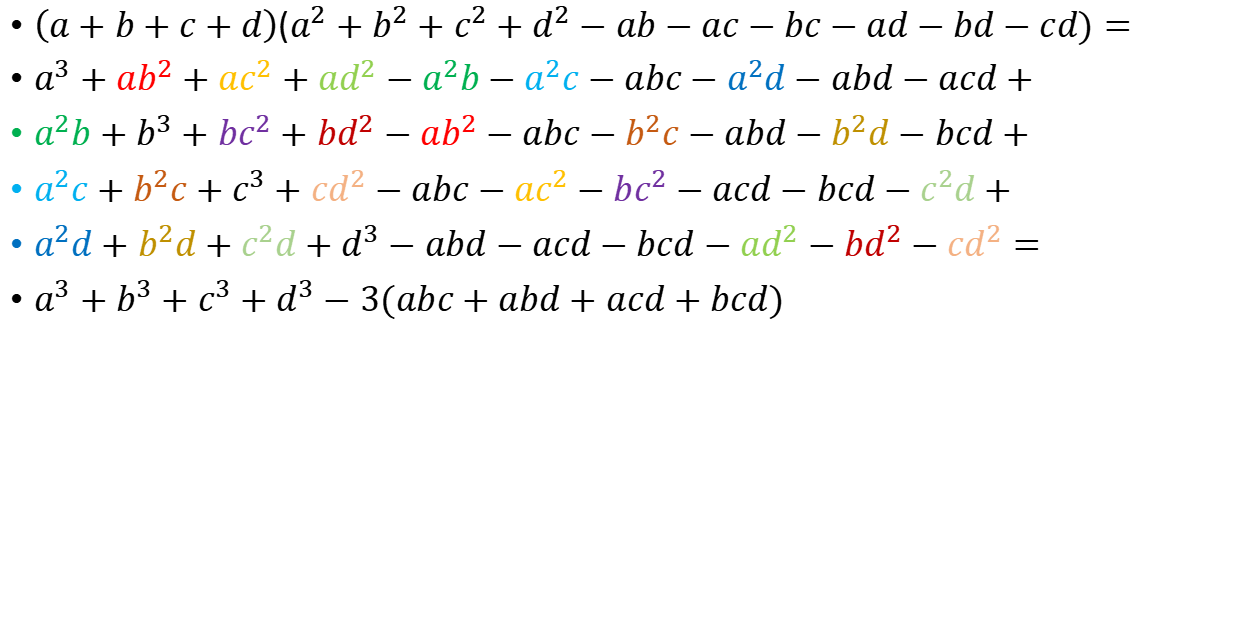 • (a + b + c + d)(a² + b² + c² + d² − ab − ac − bc − ad − bd − cd) =
• a³ + ab² + ac² + ad² − a²b − a²c − abc − a²d − abd − acd +
• a²b + b³ + bc² + bd² − ab² − abc − b²c − abd − b²d − bcd +
• a²c + b²c + c³ + cd² − abc − ac² − bc² − acd − bcd − c²d +
• a²d + b²d + c²d + d³ − abd − acd − bcd − ad² − bd² − cd² =
• a³ + b³ + c³ + d³ − 3(abc + abd + acd + bcd)